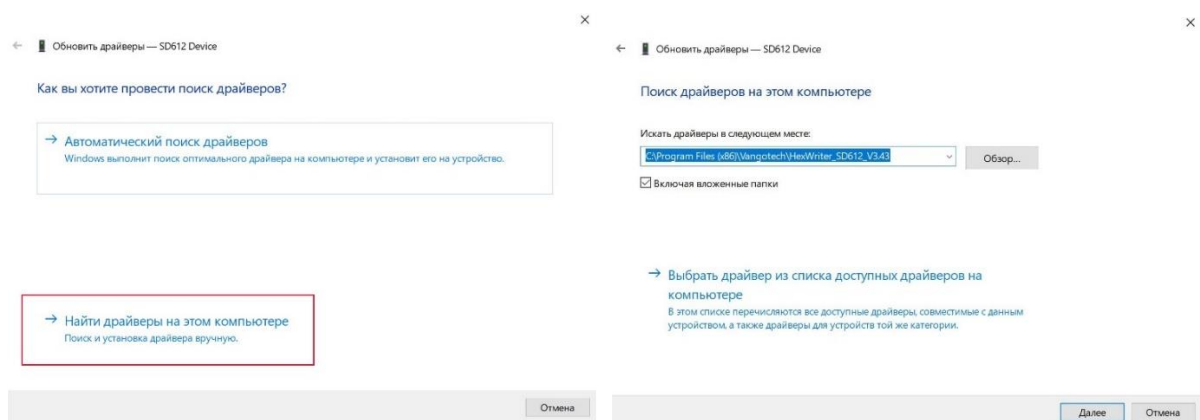 Обновить драйверы — SD612 Device
Как вы хотите провести поиск драйверов?
Автоматический поиск драйверов
Windows выполнит поиск оптимального драйвера на компьютере и установит его на устройство.
Найти драйверы на этом компьютере
Поиск и установка драйвера вручную.
Отмена
Обновить драйверы — SD612 Device
Поиск драйверов на этом компьютере
Искать драйверы в следующем месте:
C:\Program Files (x86)\Vangotech\HexWriter_SD612_V3.43
Обзор...
Включая вложенные папки
Выбрать драйвер из списка доступных драйверов на
компьютере
В этом списке перечисляются все доступные драйверы, совместимые с данным
устройством, а также драйверы для устройств той же категории.
Далее
Отмена